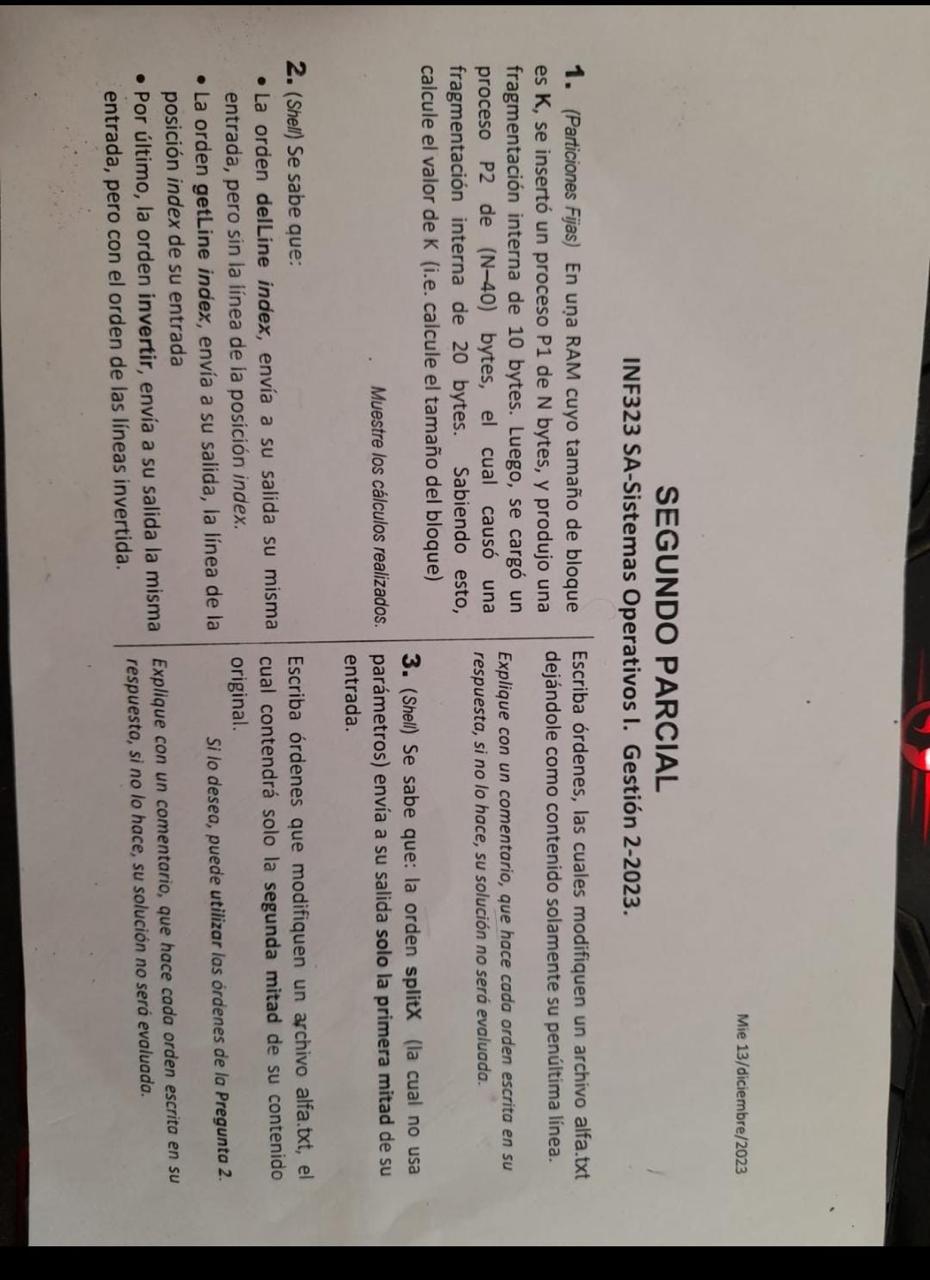 Mie 13/diciembre/2023
SEGUNDO PARCIAL
INF323 SA-Sistemas Operativos I. Gestión 2-2023.
1. (Particiones Fijas) En una RAM cuyo tamaño de bloque
es K, se insertó un proceso P1 de N bytes, y produjo una
fragmentación interna de 10 bytes. Luego, se cargó un
proceso P2 de (N–40) bytes, el cual causó una
fragmentación interna de 20 bytes. Sabiendo esto,
calcule el valor de K (i.e. calcule el tamaño del bloque)
Muestre los cálculos realizados.
2. (Shell) Se sabe que:
• La orden delLine index, envía a su salida su misma
entrada, pero sin la línea de la posición index.
• La orden getLine index, envía a su salida, la línea de la
posición index de su entrada
• Por último, la orden invertir, envía a su salida la misma
entrada, pero con el orden de las líneas invertida.
Escriba órdenes, las cuales modifiquen un archivo alfa.txt
dejándole como contenido solamente su penúltima línea.
Explique con un comentario, que hace cada orden escrita en su
respuesta, si no lo hace, su solución no será evaluada.
3. (Shell) Se sabe que: la orden splitX (la cual no usa
parámetros) envía a su salida solo la primera mitad de su
entrada.
Escriba órdenes que modifiquen un archivo alfa.txt, el
cual contendrá solo la segunda mitad de su contenido
original.
Si lo desea, puede utilizar las órdenes de la Pregunta 2.
Explique con un comentario, que hace cada orden escrita en su
respuesta, si no lo hace, su solución no será evaluada.